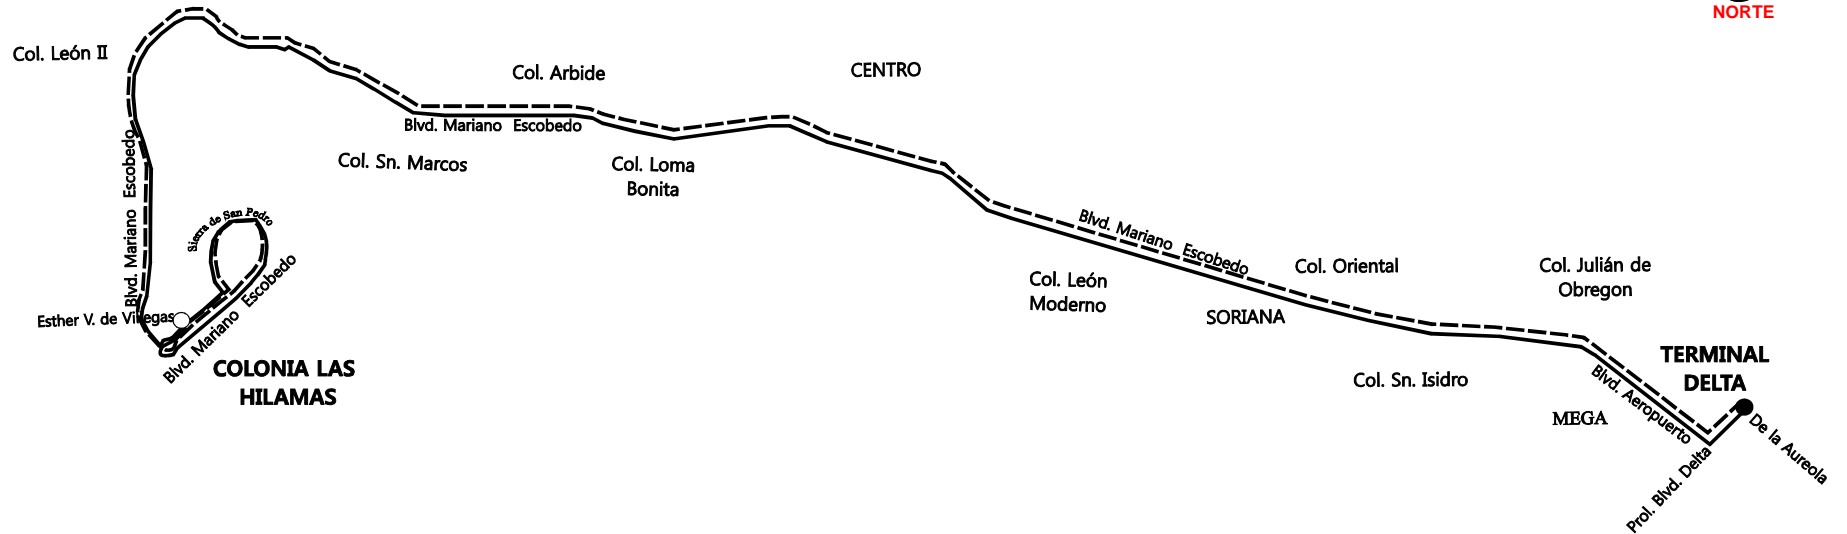 NORTE
Col. León II
Col. Arbide
CENTRO
Blvd. Mariano Escobedo
Col. Sn. Marcos
Col. Loma
Bonita
Blvd. Mariano Escobedo
Sierra de San Pedro
Blvd. Mariano Escobedo
Col. León
Moderno
SORIANA
Col. Oriental
Col. Julián de
Obregon
Esther V. de Villegas
Blvd. Mariano Escobedo
COLONIA LAS
HILAMAS
Col. Sn. Isidro
MEGA
TERMINAL
DELTA
Blvd. Aeropuerto
De la Aureola
Prol. Blvd. Delta